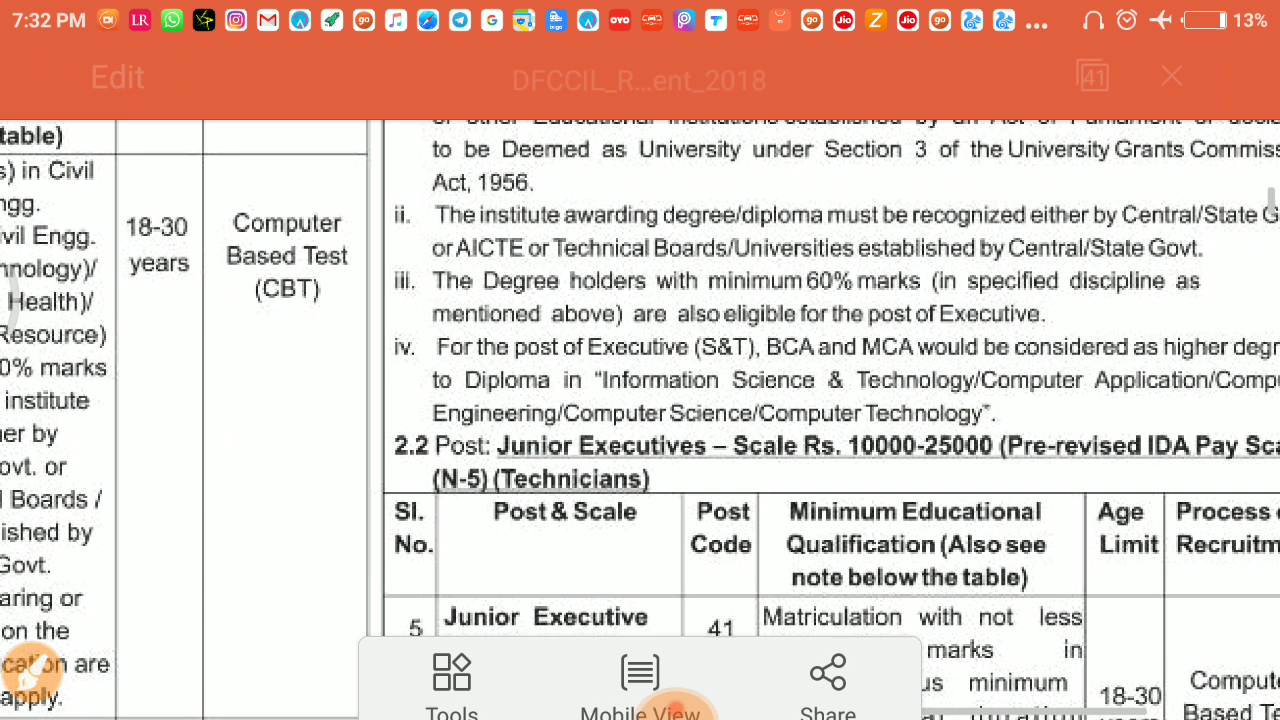 7:32 PM
13%
Edit
DFCCIL_R...ent_2018
41
table)
s) in Civil
ngg.
vil Engg.
nnology)/
Health)/
Resource)
0% marks
institute
ner by
ovt. or
Boards /
ished by
Govt.
aring or
on the
cation are
apply.
18-30
years
Computer
Based Test
(CBT)
to be Deemed as University under Section 3 of the University Grants Commiss
Act, 1956.
ii. The institute awarding degree/diploma must be recognized either by Central/State G
or AICTE or Technical Boards/Universities established by Central/State Govt.
iii. The Degree holders with minimum 60% marks (in specified discipline as
mentioned above) are also eligible for the post of Executive.
iv. For the post of Executive (S&T), BCA and MCA would be considered as higher degr
to Diploma in "Information Science & Technology/Computer Application/Compu
Engineering/Computer Science/Computer Technology".
2.2 Post: Junior Executives – Scale Rs. 10000-25000 (Pre-revised IDA Pay Sca
(N-5) (Technicians)
Sl. No. Post & Scale Post Code Minimum Educational Qualification (Also see note below the table) Age Limit Process Recruitm
5 Junior Executive 41 Matriculation with not less
marks in
us minimum
18-30
Compute
Based Te
Tools Mobile View Share